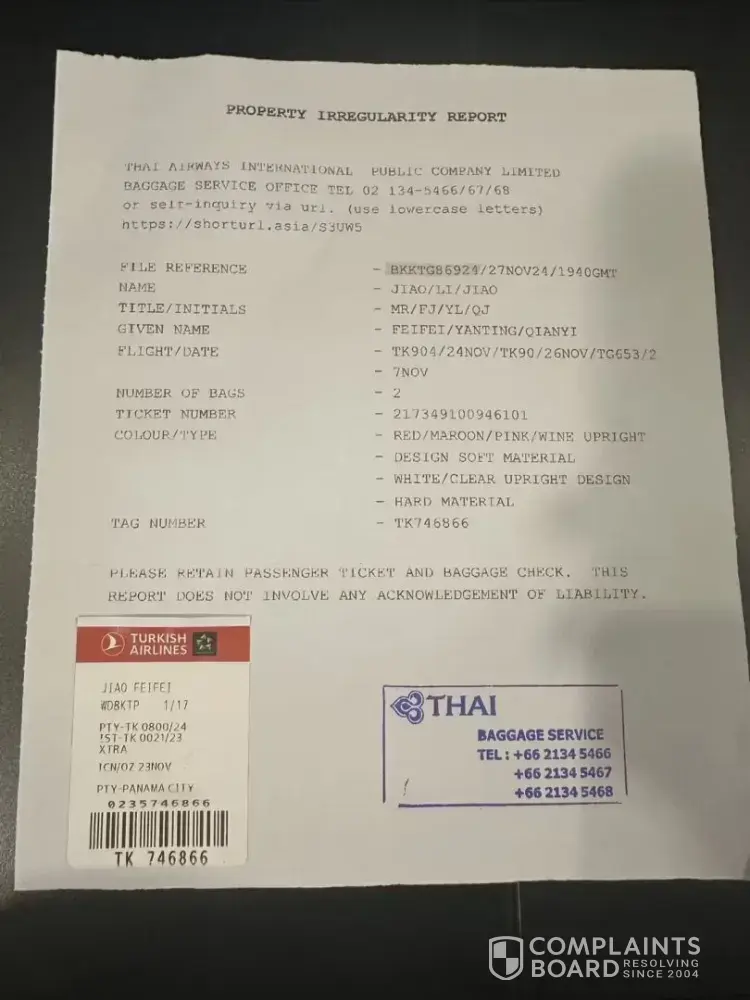 PROPERTY IRREGULARITY REPORT
THAI AIRWAYS INTERNATIONAL PUBLIC COMPANY LIMITED
BAGGAGE SERVICE OFFICE TEL 02 134-5466/67/68
or self-inquiry via url. (use lowercase letters)
https://shorturl.asia/S3UW5
FILE REFERENCE - BKKTG86924/27NOV24/1940GMT
NAME - JIAO/LI/JIAO
TITLE/INITIALS - MR/FJ/YL/QJ
GIVEN NAME - FEIFEI/YANTING/QIANYI
FLIGHT/DATE - TK904/24NOV/TK90/26NOV/TG653/2
- 7NOV
NUMBER OF BAGS - 2
TICKET NUMBER - 217349100946101
COLOUR/TYPE - RED/MAROON/PINK/WINE UPRIGHT
- DESIGN SOFT MATERIAL
- WHITE/CLEAR UPRIGHT DESIGN
- HARD MATERIAL
TAG NUMBER - TK746866
PLEASE RETAIN PASSENGER TICKET AND BAGGAGE CHECK. THIS
REPORT DOES NOT INVOLVE ANY ACKNOWLEDGEMENT OF LIABILITY.
TURKISH
AIRLINES
JIAO FEIFEI
WDBKTP 1/17
PTY-TK 0800/24
IST-TK 0021/23
XTRA
ICN/OZ 23NOV
PTY-PANAMA CITY
0235746866
TK 746866
THAI
BAGGAGE SERVICE
TEL : +66 2134 5466
+66 2134 5467
+66 2134 5468
COMPLAINTS
BOARD RESOLVING
SINCE 2004